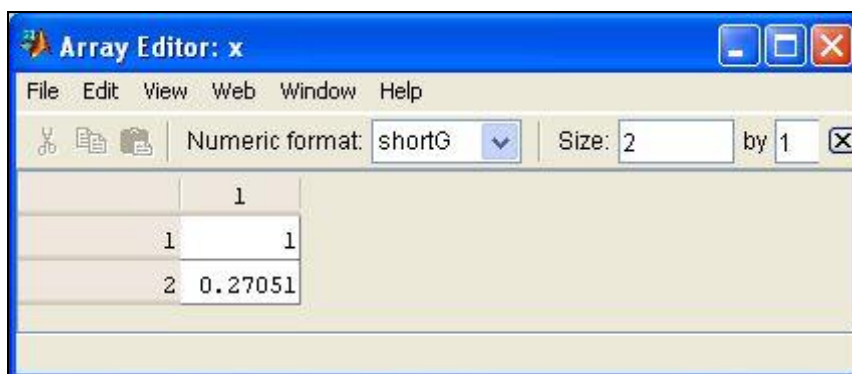 Array Editor: x
File Edit View Web Window Help
Numeric format: shortG Size: 2 by 1
1
1 1
2 0.27051